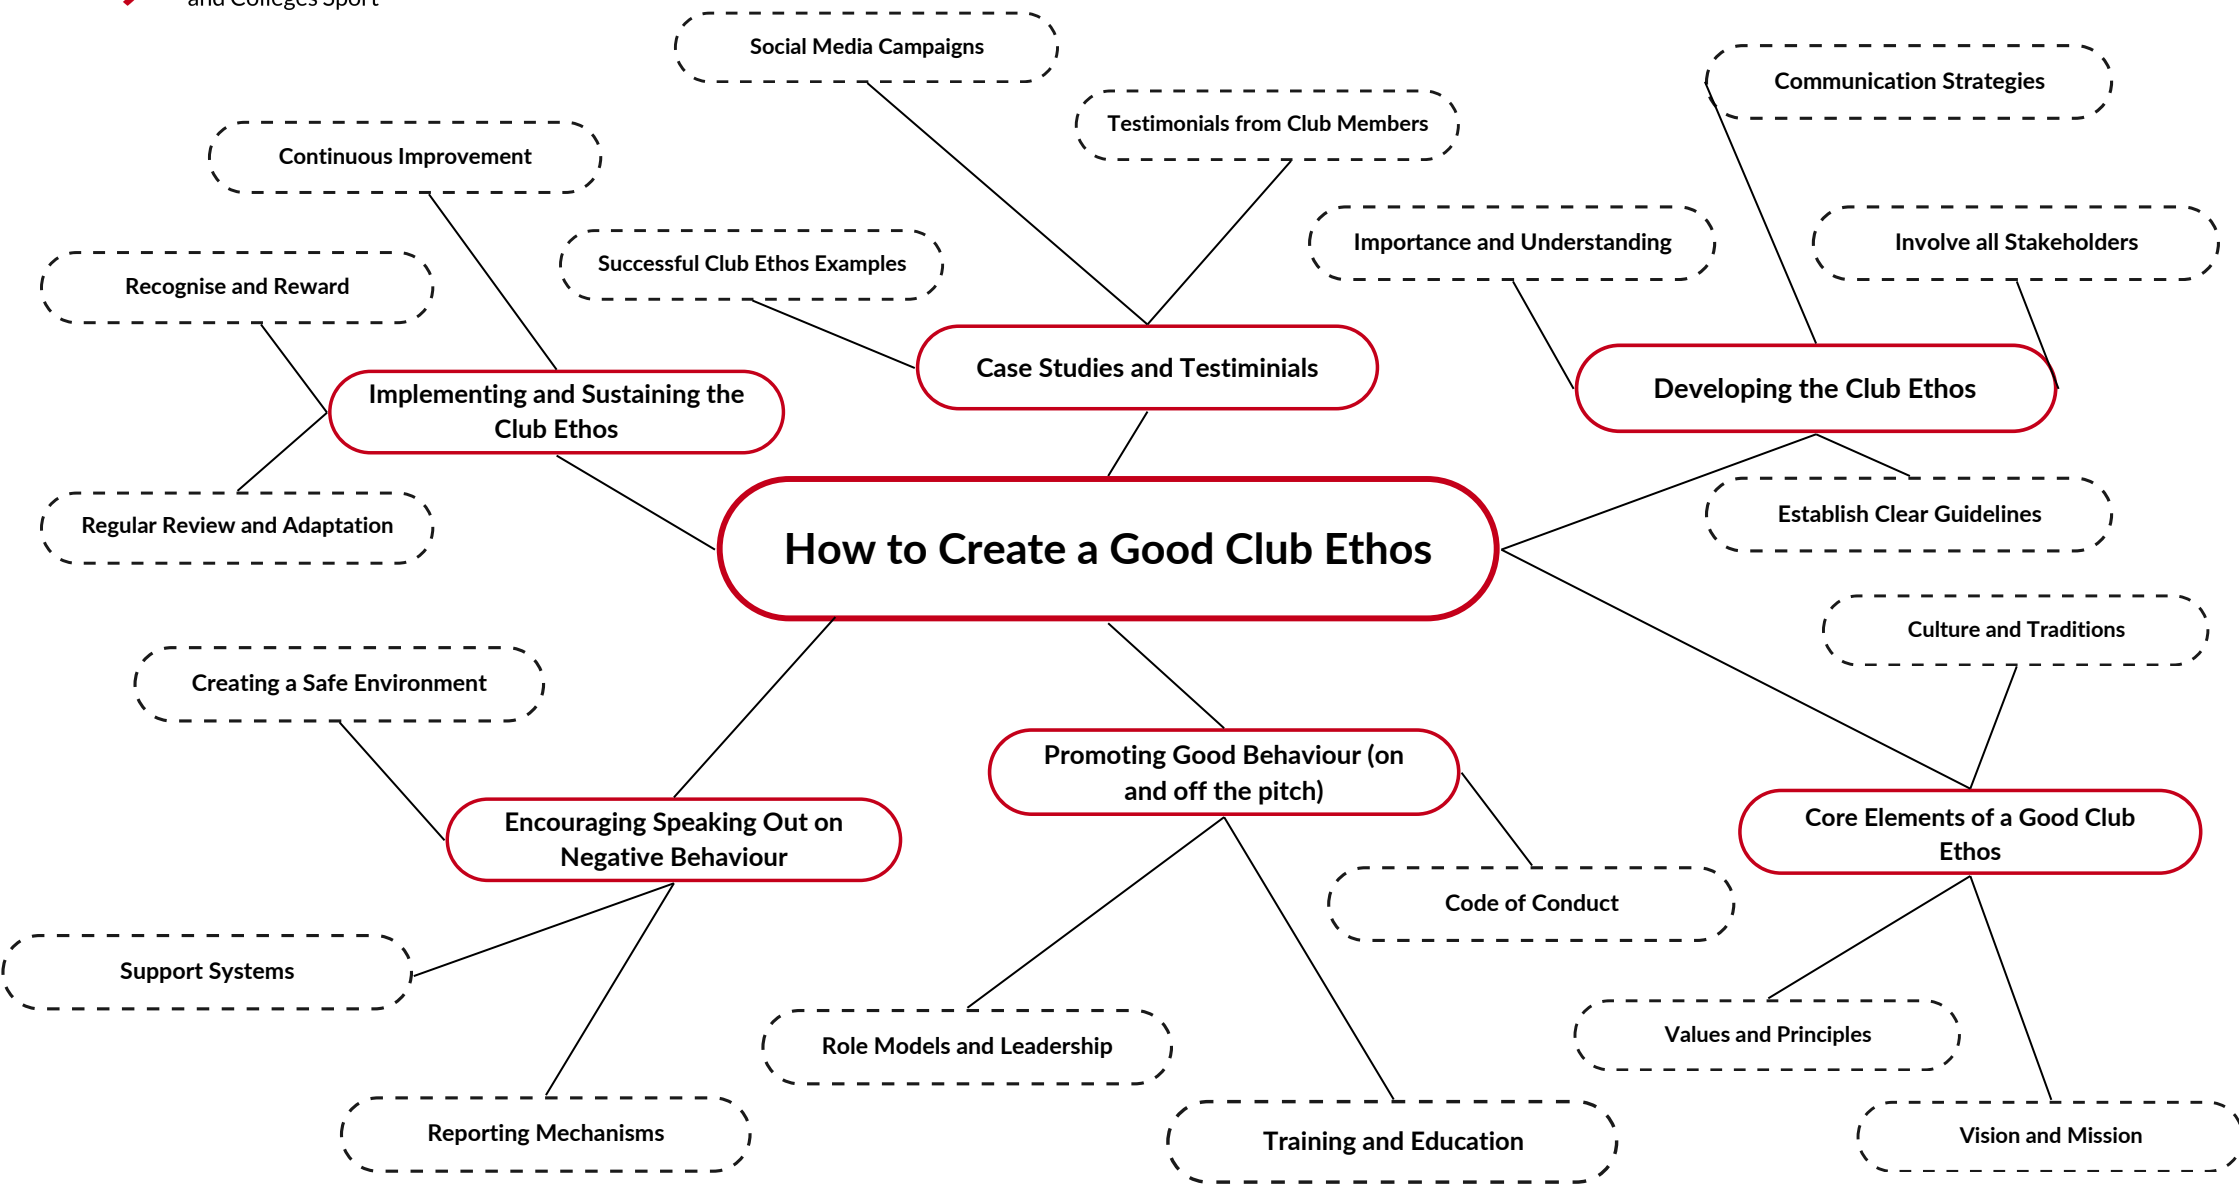 and Colleges Sport
Social Media Campaigns
Communication Strategies
Testimonials from Club Members
Continuous Improvement
Importance and Understanding
Involve all Stakeholders
Successful Club Ethos Examples
Recognise and Reward
Case Studies and Testiminials
Developing the Club Ethos
Implementing and Sustaining the
Club Ethos
Establish Clear Guidelines
Regular Review and Adaptation
How to Create a Good Club Ethos
Culture and Traditions
Creating a Safe Environment
Promoting Good Behaviour (on
and off the pitch)
Encouraging Speaking Out on
Negative Behaviour
Core Elements of a Good Club
Ethos
Code of Conduct
Support Systems
Values and Principles
Role Models and Leadership
Reporting Mechanisms
Training and Education
Vision and Mission